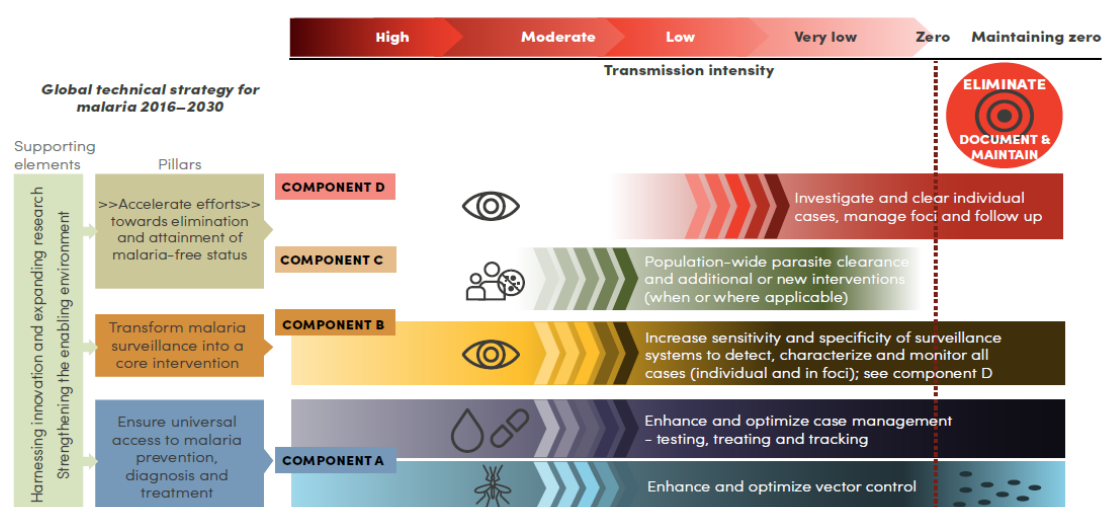 High
Moderate
Low
Very low
Zero
Maintaining zero
Transmission intensity
Global technical strategy for
malaria 2016–2030
ELIMINATE
DOCUMENT &
MAINTAIN
Supporting
elements
Pillars
Harnessing innovation and expanding research
Strengthening the enabling environment
>>Accelerate efforts>>
towards elimination
and attainment of
malaria-free status
COMPONENT D
Investigate and clear individual
cases, manage foci and follow up
COMPONENT C
Population-wide parasite clearance
and additional or new interventions
(when or where applicable)
Transform malaria
surveillance into a
core intervention
COMPONENT B
Increase sensitivity and specificity of surveillance
systems to detect, characterize and monitor all
cases (individual and in foci); see component D
Ensure universal
access to malaria
prevention,
diagnosis and
treatment
COMPONENT A
Enhance and optimize case management
– testing, treating and tracking
Enhance and optimize vector control